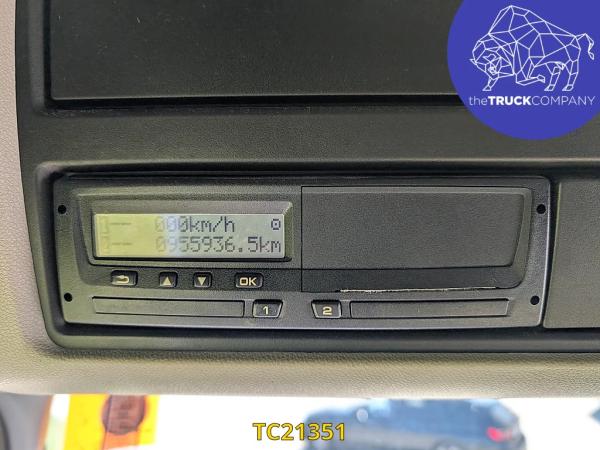 theTRUCKCOMPANY
000km/h
0955936.5km
OK
1
2
TC21351